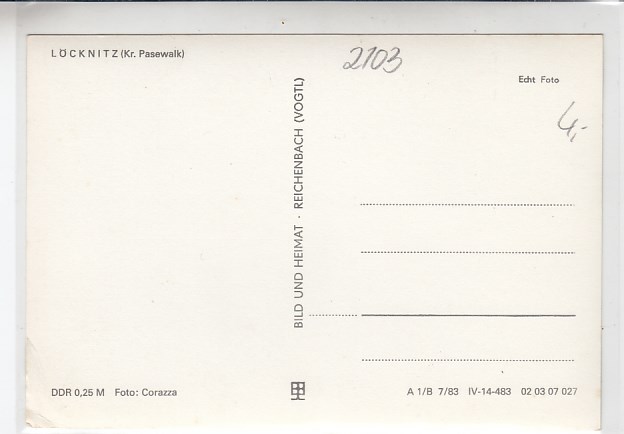 LÖCKNITZ (Kr. Pasewalk)
2103
Echt Foto
4,-
BILD UND HEIMAT · REICHENBACH (VOGTL)
DDR 0,25 M Foto: Corazza
A 1/B 7/83 IV-14-483 02 03 07 027